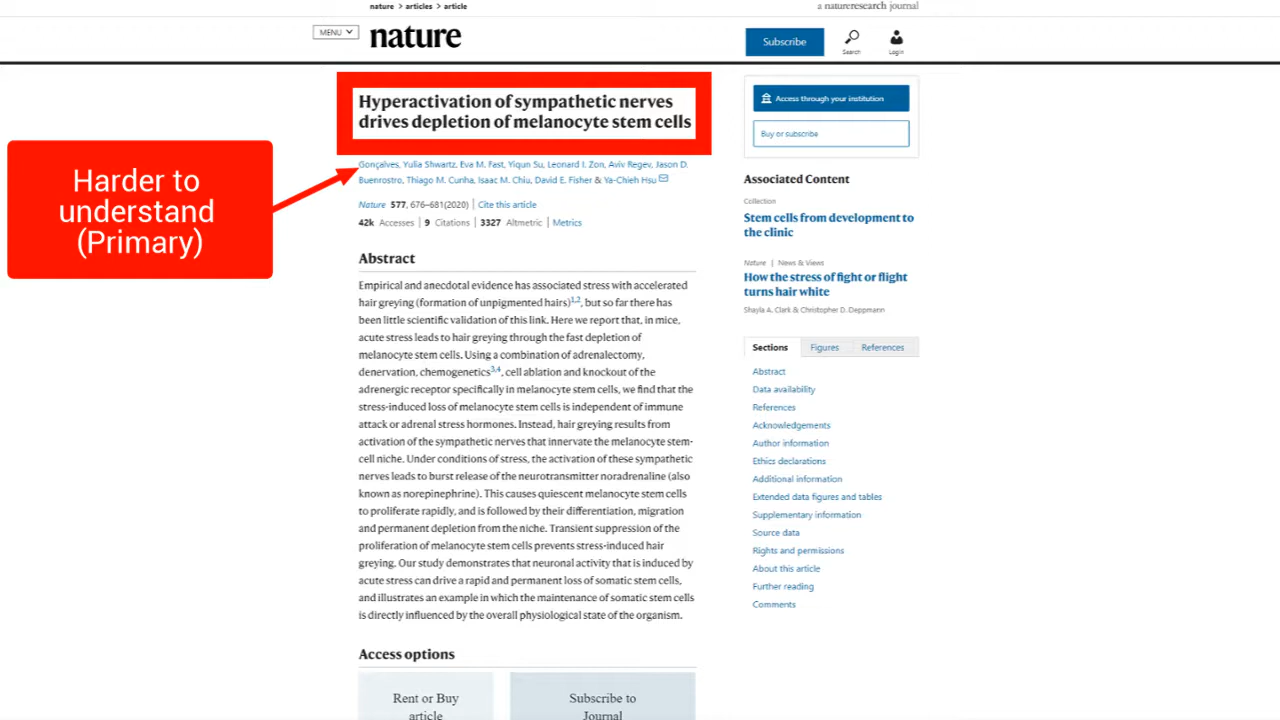 nature > articles > article
a natureresearch journal
MENU
nature
Subscribe
Search
Login
Hyperactivation of sympathetic nerves
drives depletion of melanocyte stem cells
Harder to
understand
(Primary)
Gonçalves, Yulia Shwartz, Eva M. Fast, Yiqun Su, Leonard I. Zon, Aviv Regev, Jason D.
Buenrostro, Thiago M. Cunha, Isaac M. Chiu, David E. Fisher & Ya-Chieh Hsu
Nature 577, 676–681(2020) | Cite this article
42k Accesses | 9 Citations | 3327 Altmetric | Metrics
Abstract
Empirical and anecdotal evidence has associated stress with accelerated
hair greying (formation of unpigmented hairs)1,2, but so far there has
been little scientific validation of this link. Here we report that, in mice,
acute stress leads to hair greying through the fast depletion of
melanocyte stem cells. Using a combination of adrenalectomy,
denervation, chemogenetics3,4, cell ablation and knockout of the
adrenergic receptor specifically in melanocyte stem cells, we find that the
stress-induced loss of melanocyte stem cells is independent of immune
attack or adrenal stress hormones. Instead, hair greying results from
activation of the sympathetic nerves that innervate the melanocyte stem-
cell niche. Under conditions of stress, the activation of these sympathetic
nerves leads to burst release of the neurotransmitter noradrenaline (also
known as norepinephrine). This causes quiescent melanocyte stem cells
to proliferate rapidly, and is followed by their differentiation, migration
and permanent depletion from the niche. Transient suppression of the
proliferation of melanocyte stem cells prevents stress-induced hair
greying. Our study demonstrates that neuronal activity that is induced by
acute stress can drive a rapid and permanent loss of somatic stem cells,
and illustrates an example in which the maintenance of somatic stem cells
is directly influenced by the overall physiological state of the organism.
Access options
Rent or Buy
article
Subscribe to
Journal
Access through your institution
Buy or subscribe
Associated Content
Collection
Stem cells from development to
the clinic
Nature | News & Views
How the stress of fight or flight
turns hair white
Shayla A. Clark & Christopher D. Deppmann
Sections
Figures
References
Abstract
Data availability
References
Acknowledgements
Author information
Ethics declarations
Additional information
Extended data figures and tables
Supplementary information
Source data
Rights and permissions
About this article
Further reading
Comments